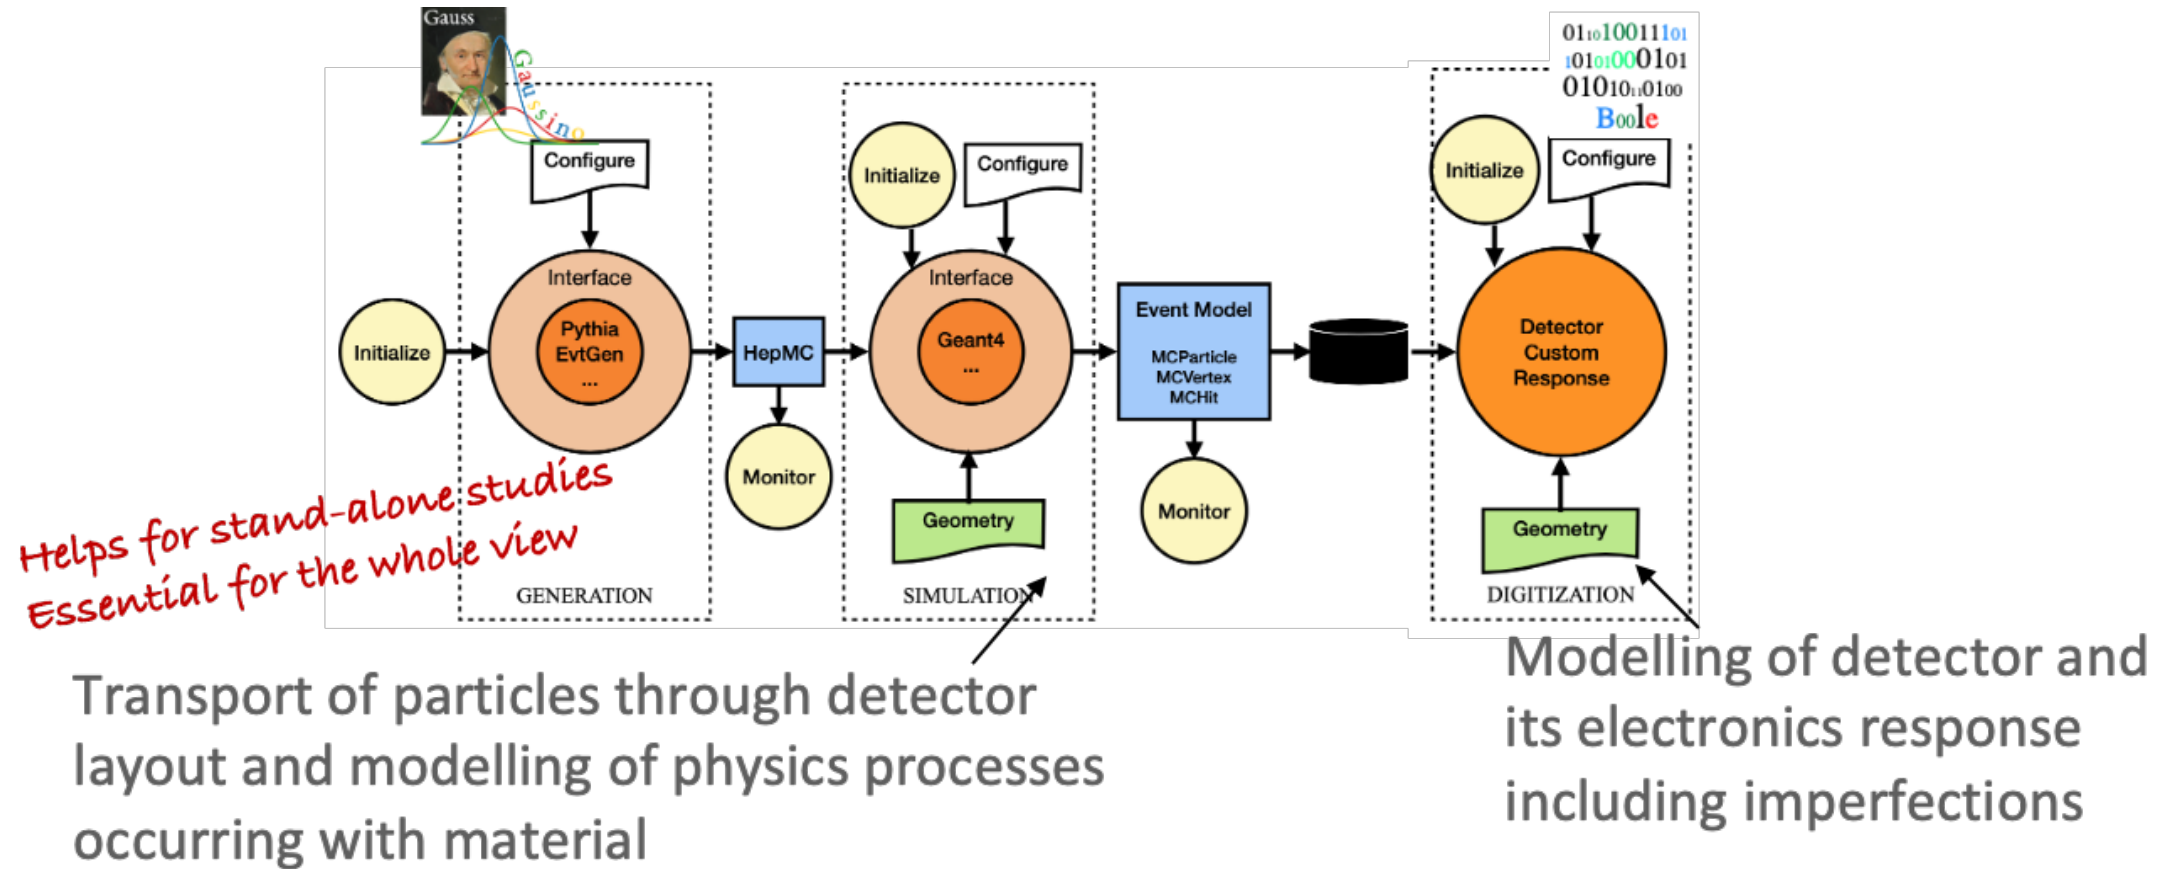 Gauss
Gaussino
Configure
Interface
Pythia
EvtGen
...
Initialize
HepMC
Monitor
GENERATION
Initialize
Configure
Interface
Geant4
...
Geometry
SIMULATION
Event Model
MCParticle
MCVertex
MCHit
Monitor
011010011101
101010000101
01010110100
Boole
Initialize
Configure
Detector
Custom
Response
Geometry
DIGITIZATION
Helps for stand-alone studies
Essential for the whole view
Transport of particles through detector
layout and modelling of physics processes
occurring with material
Modelling of detector and
its electronics response
including imperfections